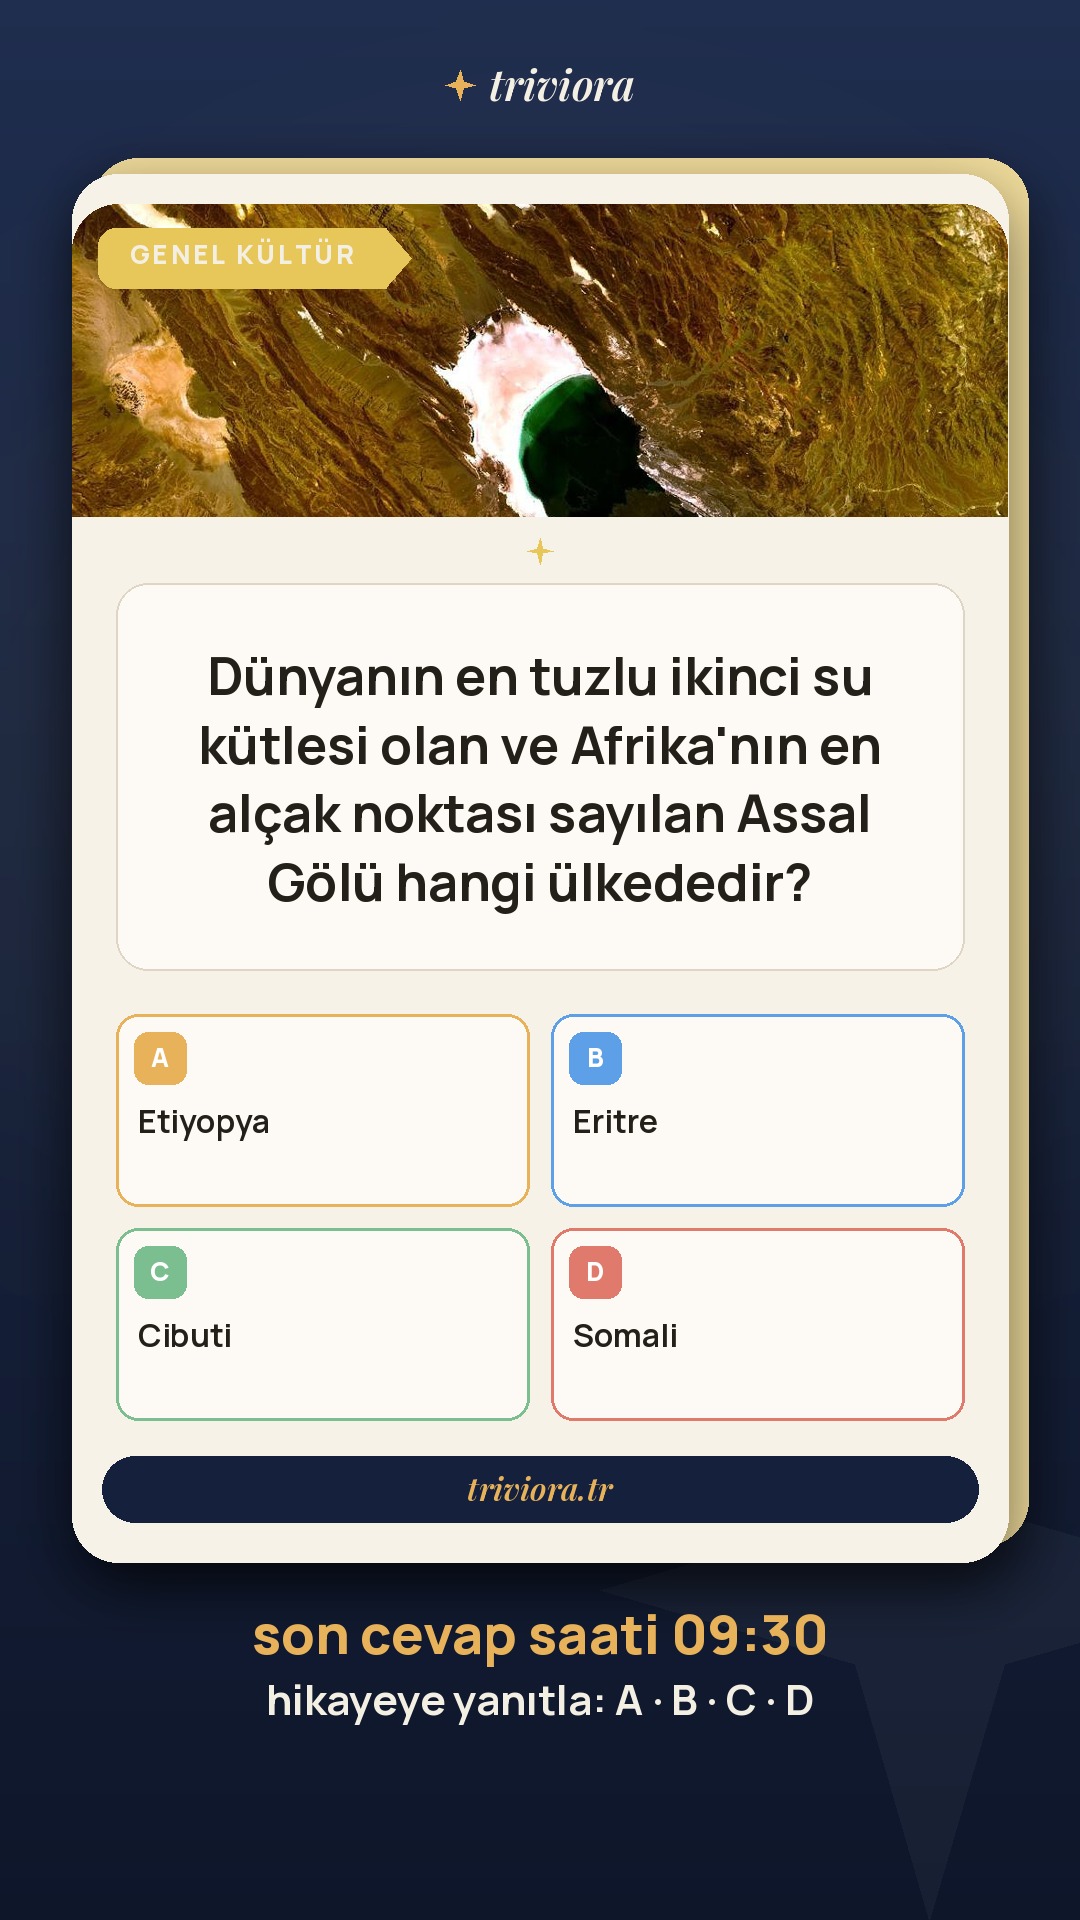 triviora
GENEL KÜLTÜR
Dünyanın en tuzlu ikinci su
kütlesi olan ve Afrika'nın en
alçak noktası sayılan Assal
Gölü hangi ülkededir?
A
Etiyopya
B
Eritre
C
Cibuti
D
Somali
triviora.tr
son cevap saati 09:30
hikayeye yanıtla: A · B · C · D